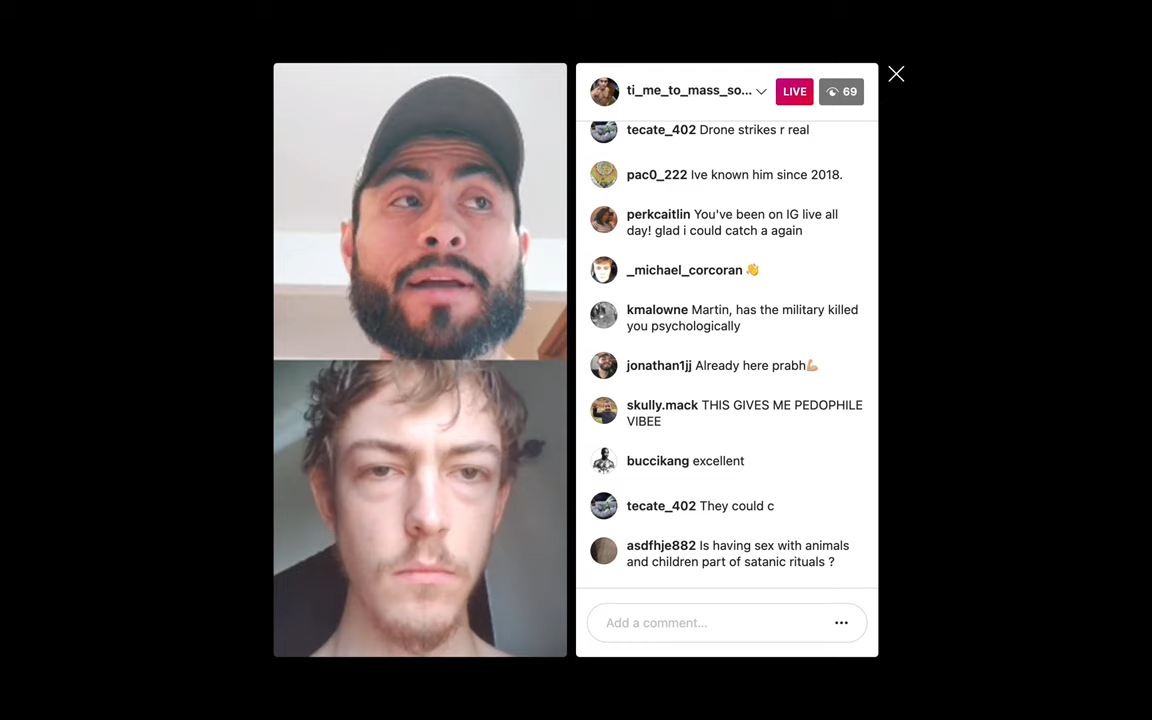 ti_me_to_mass_so...
LIVE
69
tecate_402 Drone strikes r real
pac0_222 Ive known him since 2018.
perkcaitlin You've been on IG live all
day! glad i could catch a again
_michael_corcoran 👋
kmalowne Martin, has the military killed
you psychologically
jonathan1jj Already here prabh💪🏼
skully.mack THIS GIVES ME PEDOPHILE
VIBEE
buccikang excellent
tecate_402 They could c
asdfhje882 Is having sex with animals
and children part of satanic rituals ?
Add a comment...